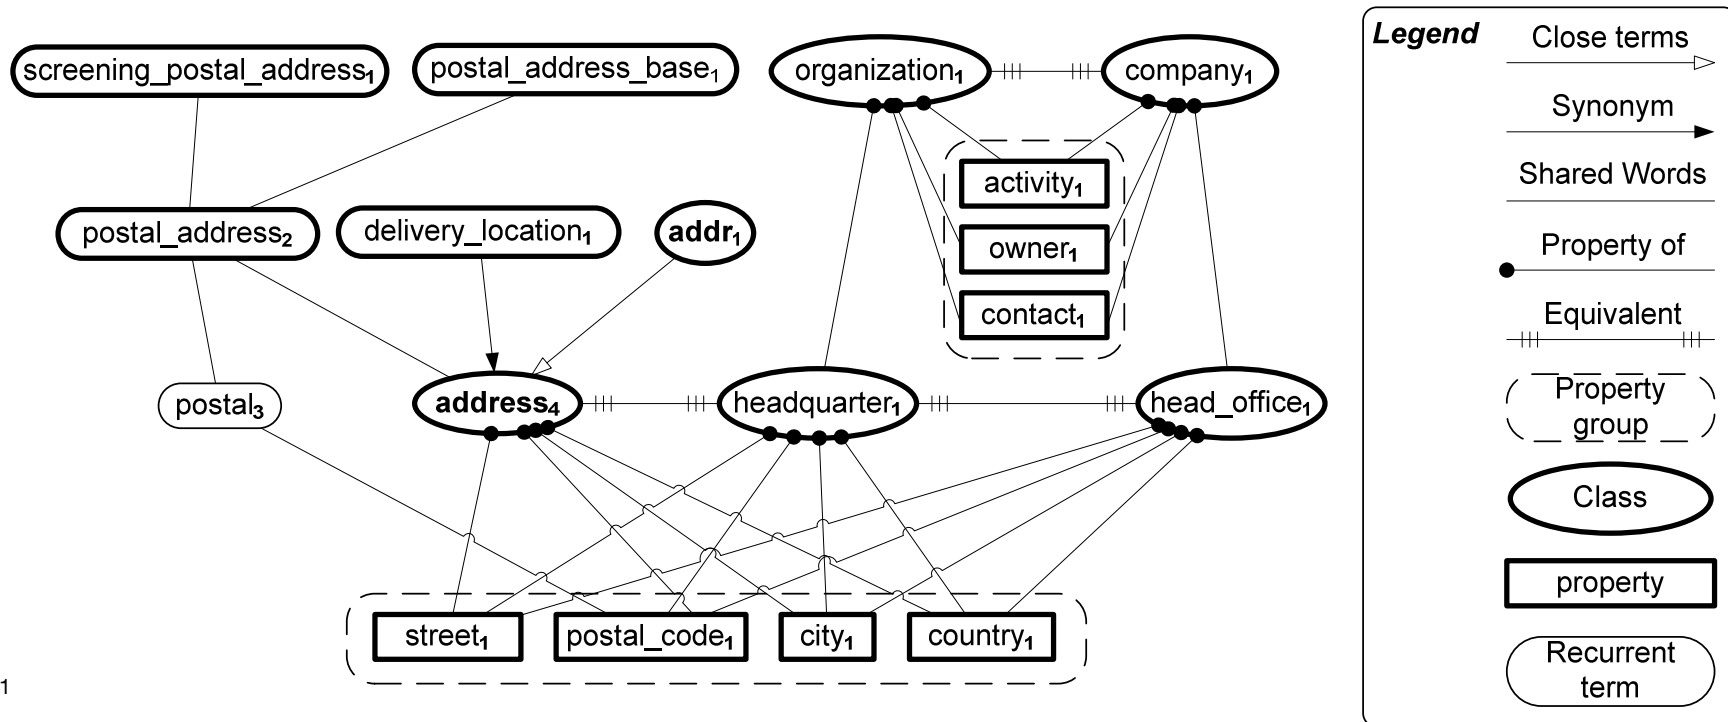 screening_postal_address₁
postal_address_base₁
organization₁
company₁
activity₁
postal_address₂
delivery_location₁
addr₁
owner₁
contact₁
postal₃
address₄
headquarter₁
head_office₁
street₁
postal_code₁
city₁
country₁
1
Legend
Close terms
Synonym
Shared Words
Property of
Equivalent
Property
group
Class
property
Recurrent
term